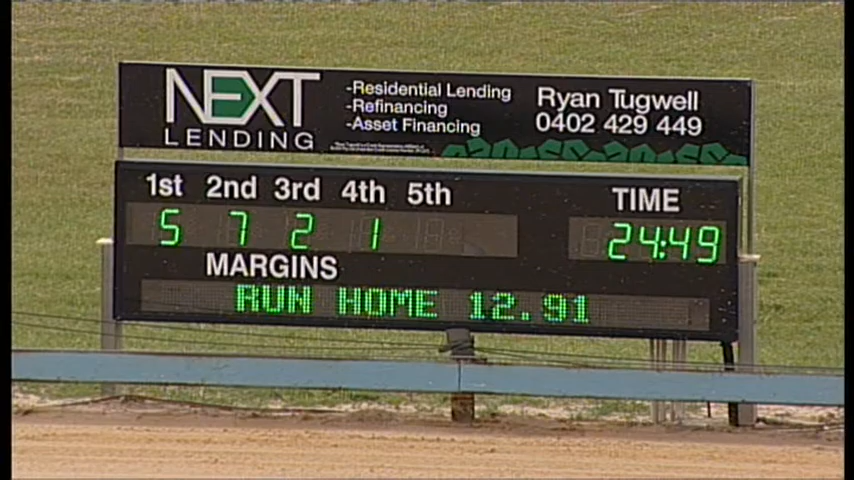 NEXT
LENDING
-Residential Lending
-Refinancing
-Asset Financing
Ryan Tugwell
0402 429 449
1st 2nd 3rd 4th 5th TIME
5 7 2 1 24:49
MARGINS
RUN HOME 12.91